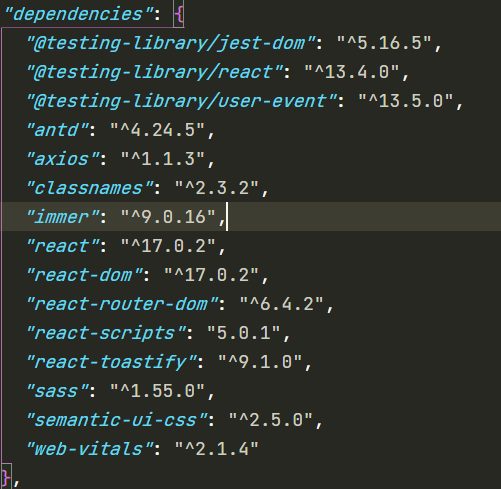 "dependencies": {
"@testing-library/jest-dom": "^5.16.5",
"@testing-library/react": "^13.4.0",
"@testing-library/user-event": "^13.5.0",
"antd": "^4.24.5",
"axios": "^1.1.3",
"classnames": "^2.3.2",
"immer": "^9.0.16",
"react": "^17.0.2",
"react-dom": "^17.0.2",
"react-router-dom": "^6.4.2",
"react-scripts": "5.0.1",
"react-toastify": "^9.1.0",
"sass": "^1.55.0",
"semantic-ui-css": "^2.5.0",
"web-vitals": "^2.1.4"
},